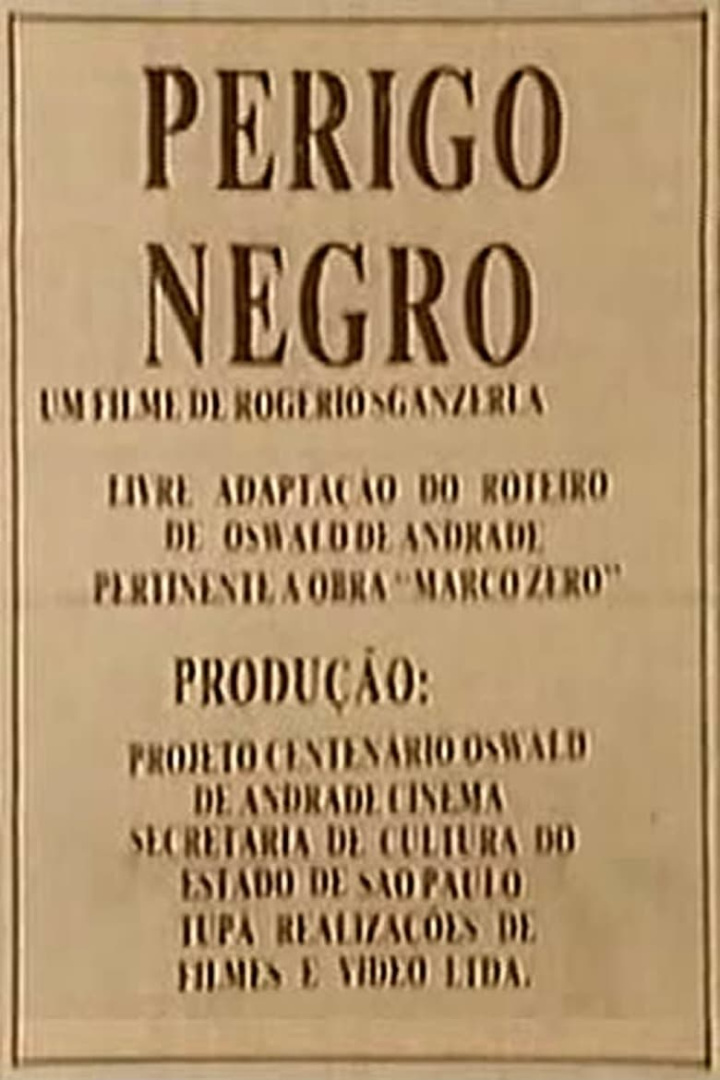 PERIGO
NEGRO
UM FILME DE ROGERIO SGANZERLA
LIVRE ADAPTAÇÃO DO ROTEIRO
DE OSWALD DE ANDRADE
PERTINENTE A OBRA "MARCO ZERO"
PRODUÇÃO:
PROJETO CENTENÁRIO OSWALD
DE ANDRADE CINEMA
SECRETARIA DE CULTURA DO
ESTADO DE SAO PAULO
TUPA REALIZAÇÕES DE
FILMES E VIDEO LTDA.